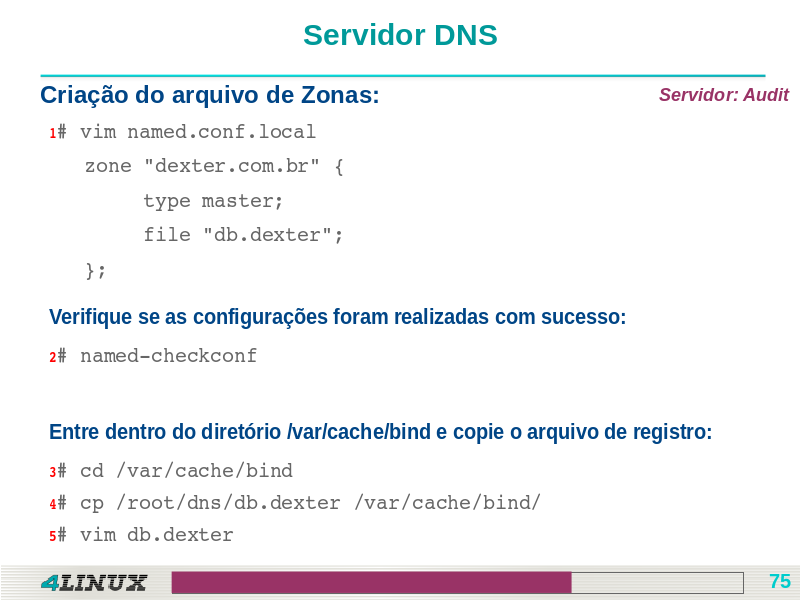 Servidor DNS
Criação do arquivo de Zonas:
Servidor: Audit
1# vim named.conf.local
zone "dexter.com.br" {
type master;
file "db.dexter";
};
Verifique se as configurações foram realizadas com sucesso:
2# named-checkconf
Entre dentro do diretório /var/cache/bind e copie o arquivo de registro:
3# cd /var/cache/bind
4# cp /root/dns/db.dexter /var/cache/bind/
5# vim db.dexter
4LINUX
75